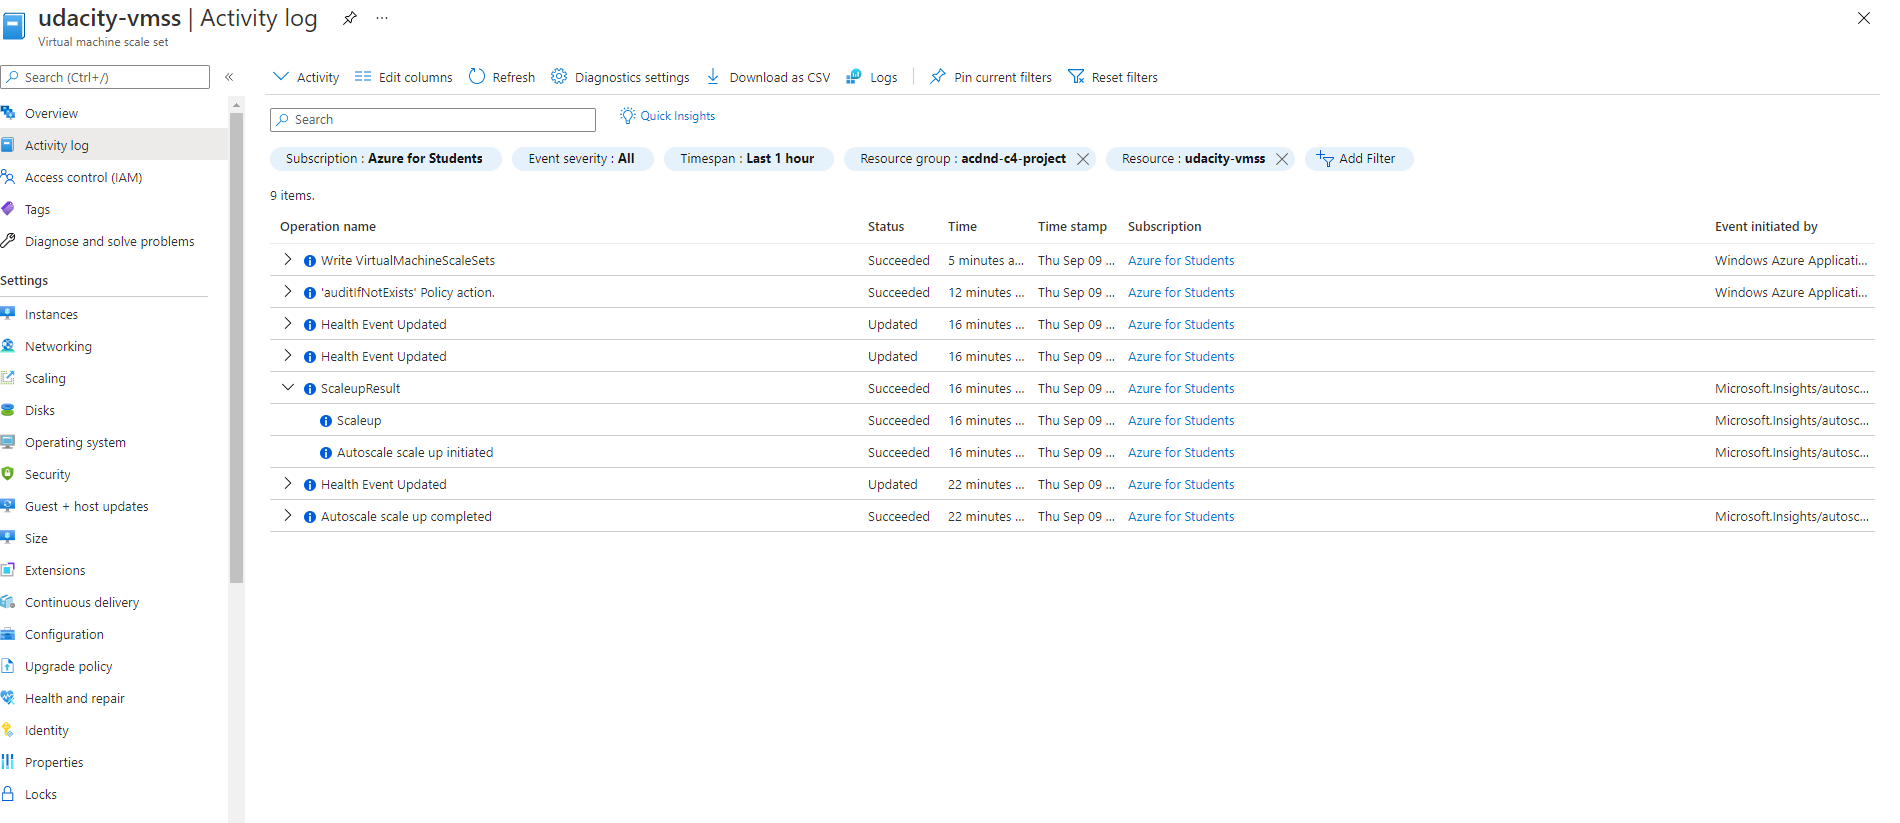 udacity-vmss | Activity log
Virtual machine scale set
Search (Ctrl+/)
Overview
Activity log
Access control (IAM)
Tags
Diagnose and solve problems
Settings
Instances
Networking
Scaling
Disks
Operating system
Security
Guest + host updates
Size
Extensions
Continuous delivery
Configuration
Upgrade policy
Health and repair
Identity
Properties
Locks
Activity Edit columns Refresh Diagnostics settings Download as CSV Logs Pin current filters Reset filters
Search Quick Insights
Subscription : Azure for Students Event severity : All Timespan : Last 1 hour Resource group : acdnd-c4-project Resource : udacity-vmss Add Filter
9 items.
Operation name Status Time Time stamp Subscription Event initiated by
Write VirtualMachineScaleSets Succeeded 5 minutes a... Thu Sep 09 ... Azure for Students Windows Azure Applicati...
'auditIfNotExists' Policy action. Succeeded 12 minutes ... Thu Sep 09 ... Azure for Students Windows Azure Applicati...
Health Event Updated Updated 16 minutes ... Thu Sep 09 ... Azure for Students
Health Event Updated Updated 16 minutes ... Thu Sep 09 ... Azure for Students
ScaleupResult Succeeded 16 minutes ... Thu Sep 09 ... Azure for Students Microsoft.Insights/autosc...
Scaleup Succeeded 16 minutes ... Thu Sep 09 ... Azure for Students Microsoft.Insights/autosc...
Autoscale scale up initiated Succeeded 16 minutes ... Thu Sep 09 ... Azure for Students Microsoft.Insights/autosc...
Health Event Updated Updated 22 minutes ... Thu Sep 09 ... Azure for Students
Autoscale scale up completed Succeeded 22 minutes ... Thu Sep 09 ... Azure for Students Microsoft.Insights/autosc...